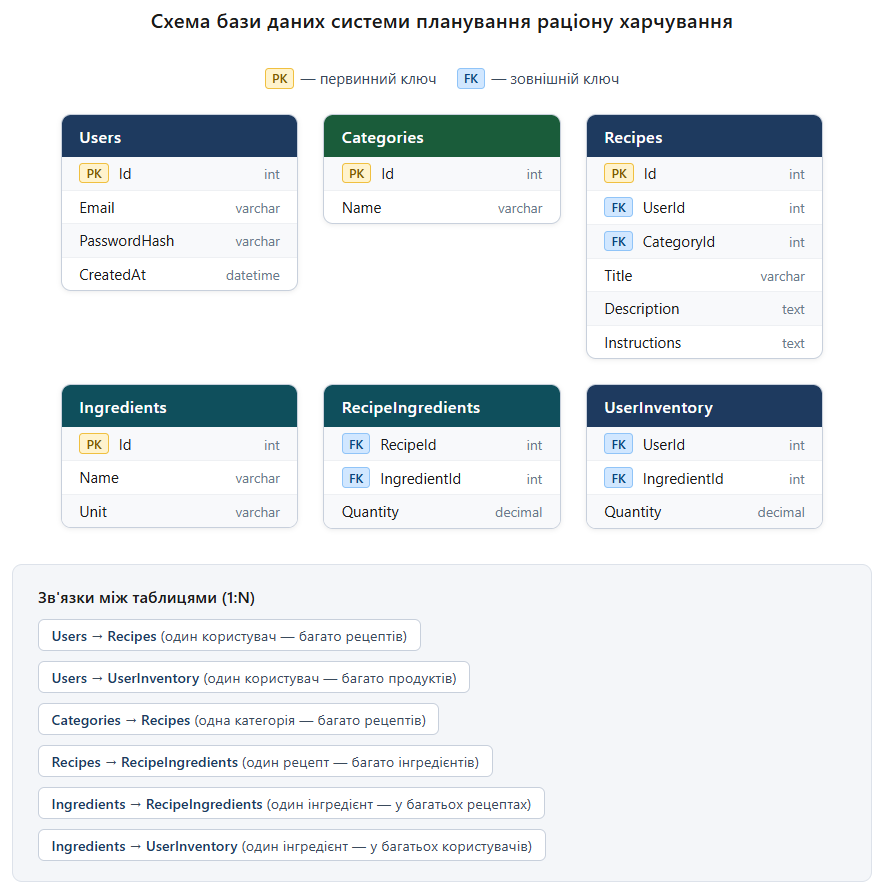 Схема бази даних системи планування раціону харчування
PK — первинний ключ FK — зовнішній ключ
Users
PK Id int
Email varchar
PasswordHash varchar
CreatedAt datetime
Categories
PK Id int
Name varchar
Recipes
PK Id int
FK UserId int
FK CategoryId int
Title varchar
Description text
Instructions text
Ingredients
PK Id int
Name varchar
Unit varchar
RecipeIngredients
FK RecipeId int
FK IngredientId int
Quantity decimal
UserInventory
FK UserId int
FK IngredientId int
Quantity decimal
Зв'язки між таблицями (1:N)
Users → Recipes (один користувач — багато рецептів)
Users → UserInventory (один користувач — багато продуктів)
Categories → Recipes (одна категорія — багато рецептів)
Recipes → RecipeIngredients (один рецепт — багато інгредієнтів)
Ingredients → RecipeIngredients (один інгредієнт — у багатьох рецептах)
Ingredients → UserInventory (один інгредієнт — у багатьох користувачів)